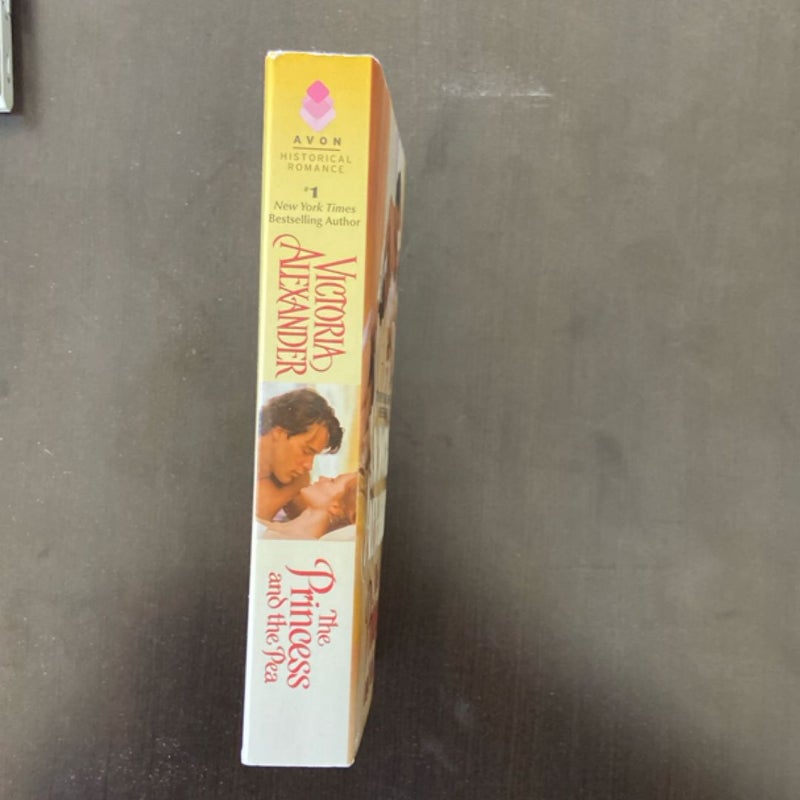 AVON
HISTORICAL
ROMANCE
#1
New York Times
Bestselling Author
VICTORIA
ALEXANDER
The
Princess
and the Pea